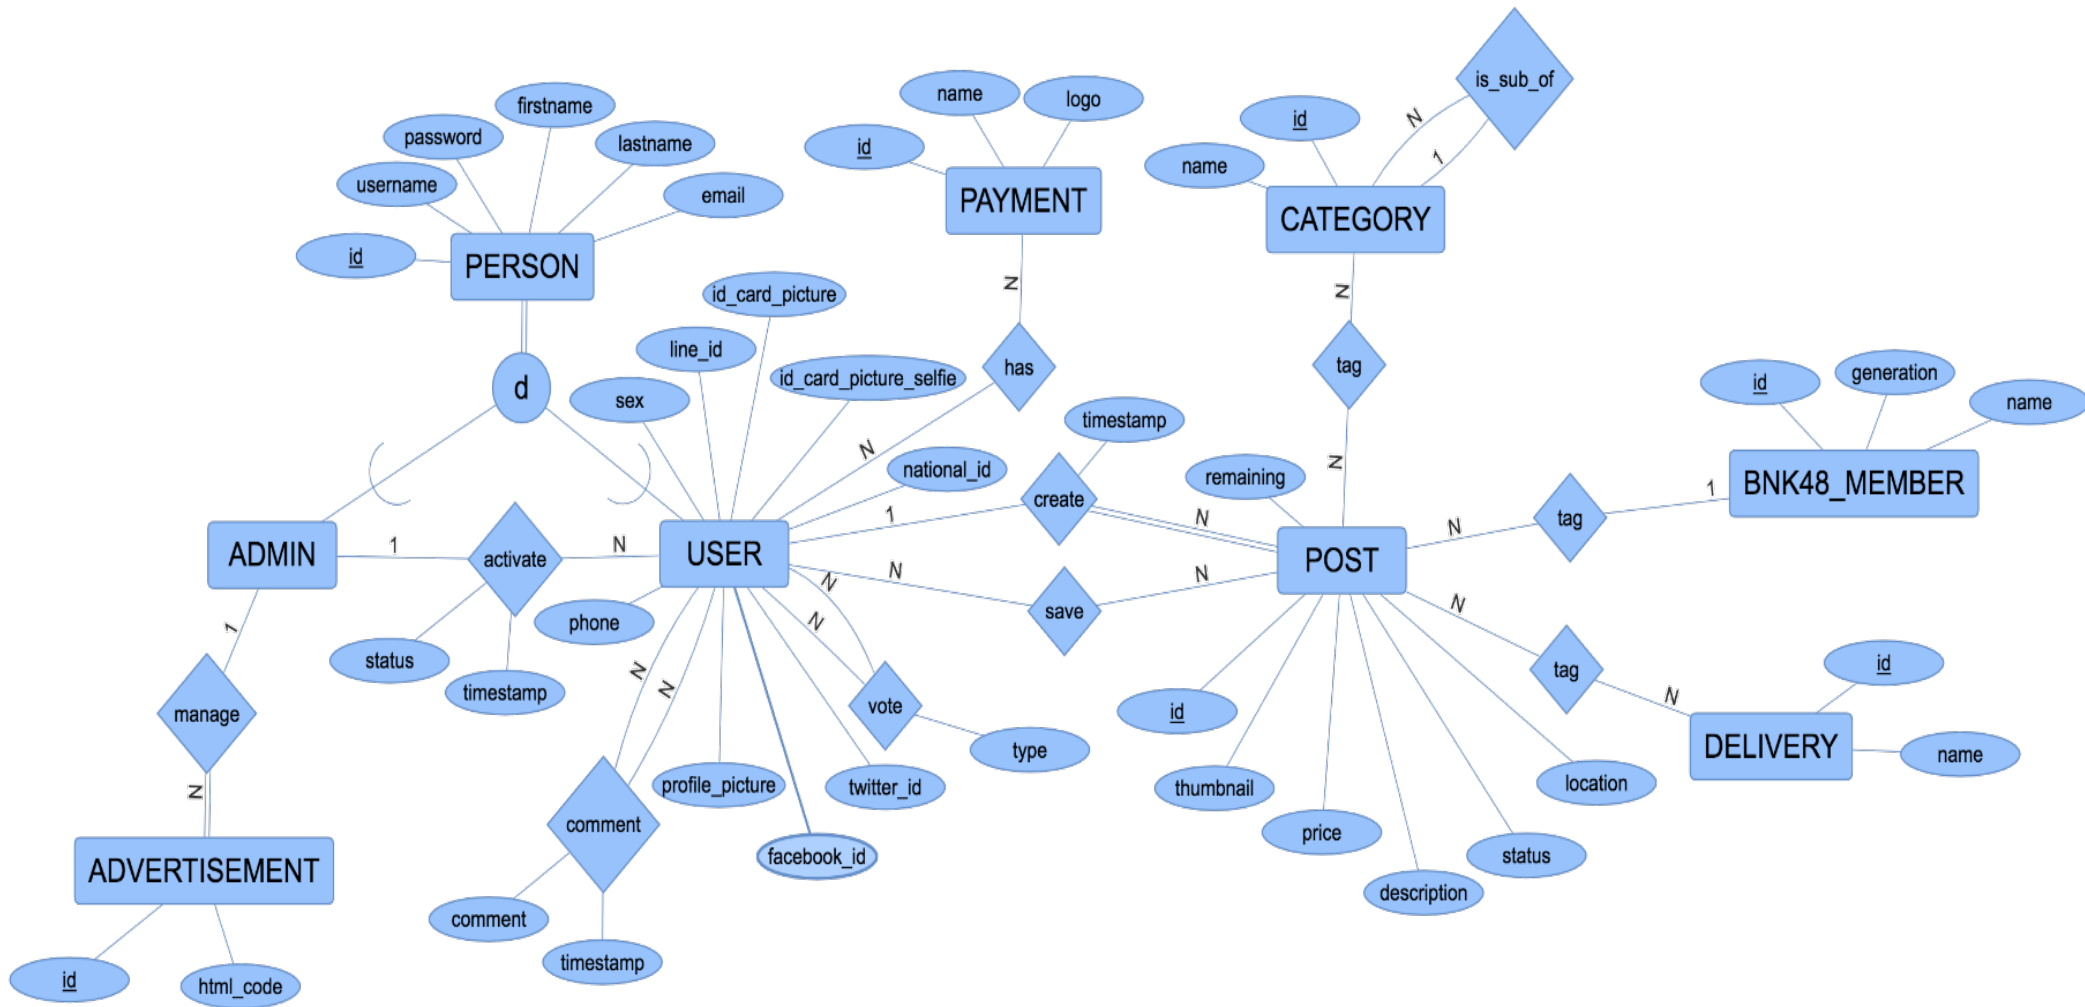 is_sub_of
name
logo
firstname
id
password
lastname
id
name
username
email
PAYMENT
CATEGORY
id
PERSON
N
1
N
N
id_card_picture
line_id
has
tag
d
id_card_picture_selfie
id
generation
name
sex
timestamp
N
national_id
remaining
N
BNK48_MEMBER
create
1
N
N
tag
1
ADMIN
1
activate
N
USER
POST
N
N
N
N
save
N
N
phone
1
status
timestamp
N
N
tag
N
id
manage
vote
id
DELIVERY
type
name
N
profile_picture
twitter_id
thumbnail
location
comment
price
facebook_id
status
ADVERTISEMENT
description
comment
timestamp
id
html_code